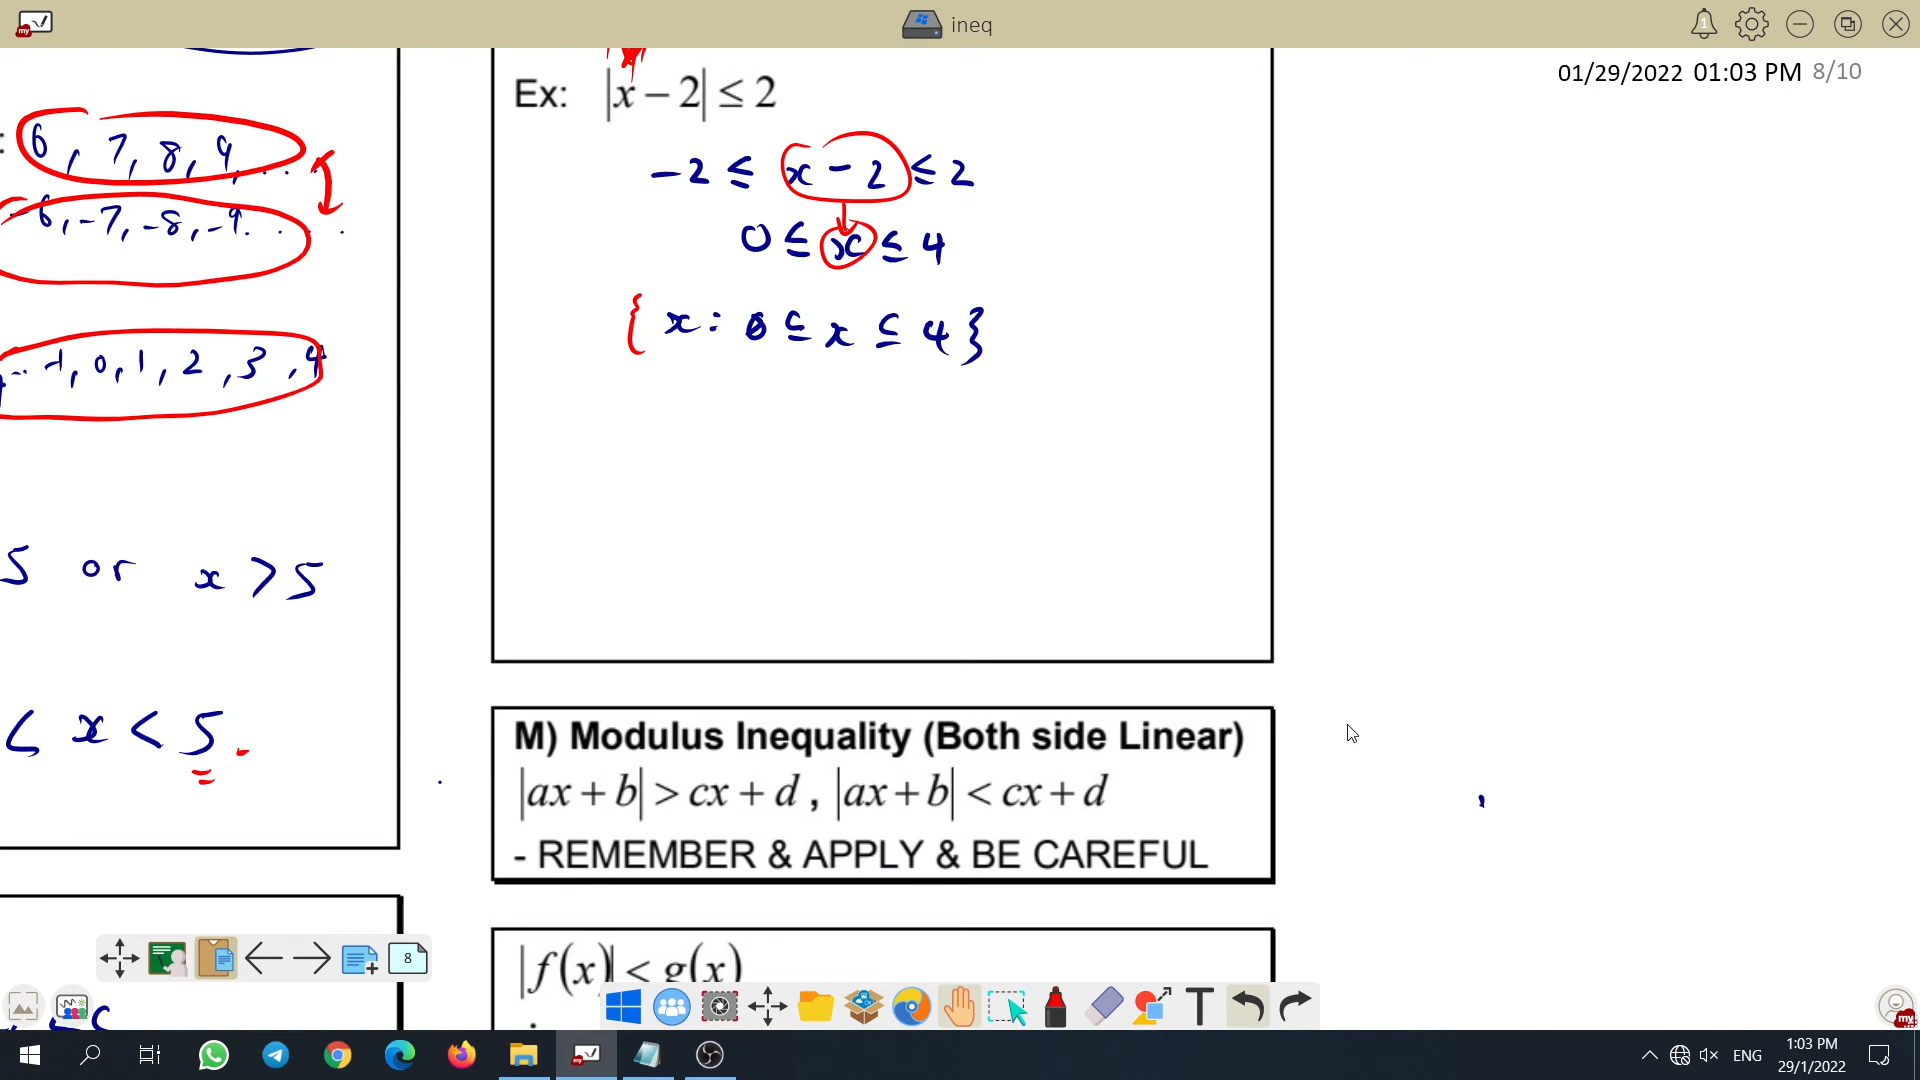 ineq
01/29/2022 01:03 PM 8/10
: 6, 7, 8, 9, . . .
-6, -7, -8, -9. . . .
.. -1, 0, 1, 2, 3, 4
5 or x > 5
< x < 5.
Ex: |x − 2| ≤ 2
-2 ≤ x - 2 ≤ 2
0 ≤ x ≤ 4
{ x: 0 ≤ x ≤ 4 }
M) Modulus Inequality (Both side Linear)
|ax + b| > cx + d , |ax + b| < cx + d
- REMEMBER & APPLY & BE CAREFUL
|f(x)| < g(x)
8
ENG
1:03 PM
29/1/2022